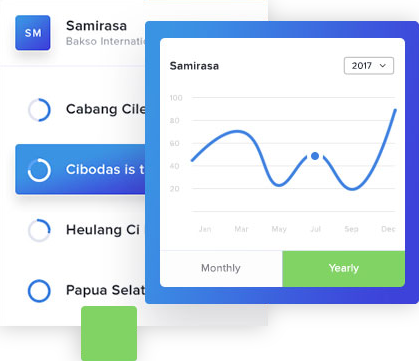 SM
Samirasa
Bakso Internatio
Cabang Cile
Cibodas is t
Heulang Ci
Papua Selat
Samirasa
2017
100
80
60
40
20
Jan Mar May Jul Sep Dec
Monthly Yearly